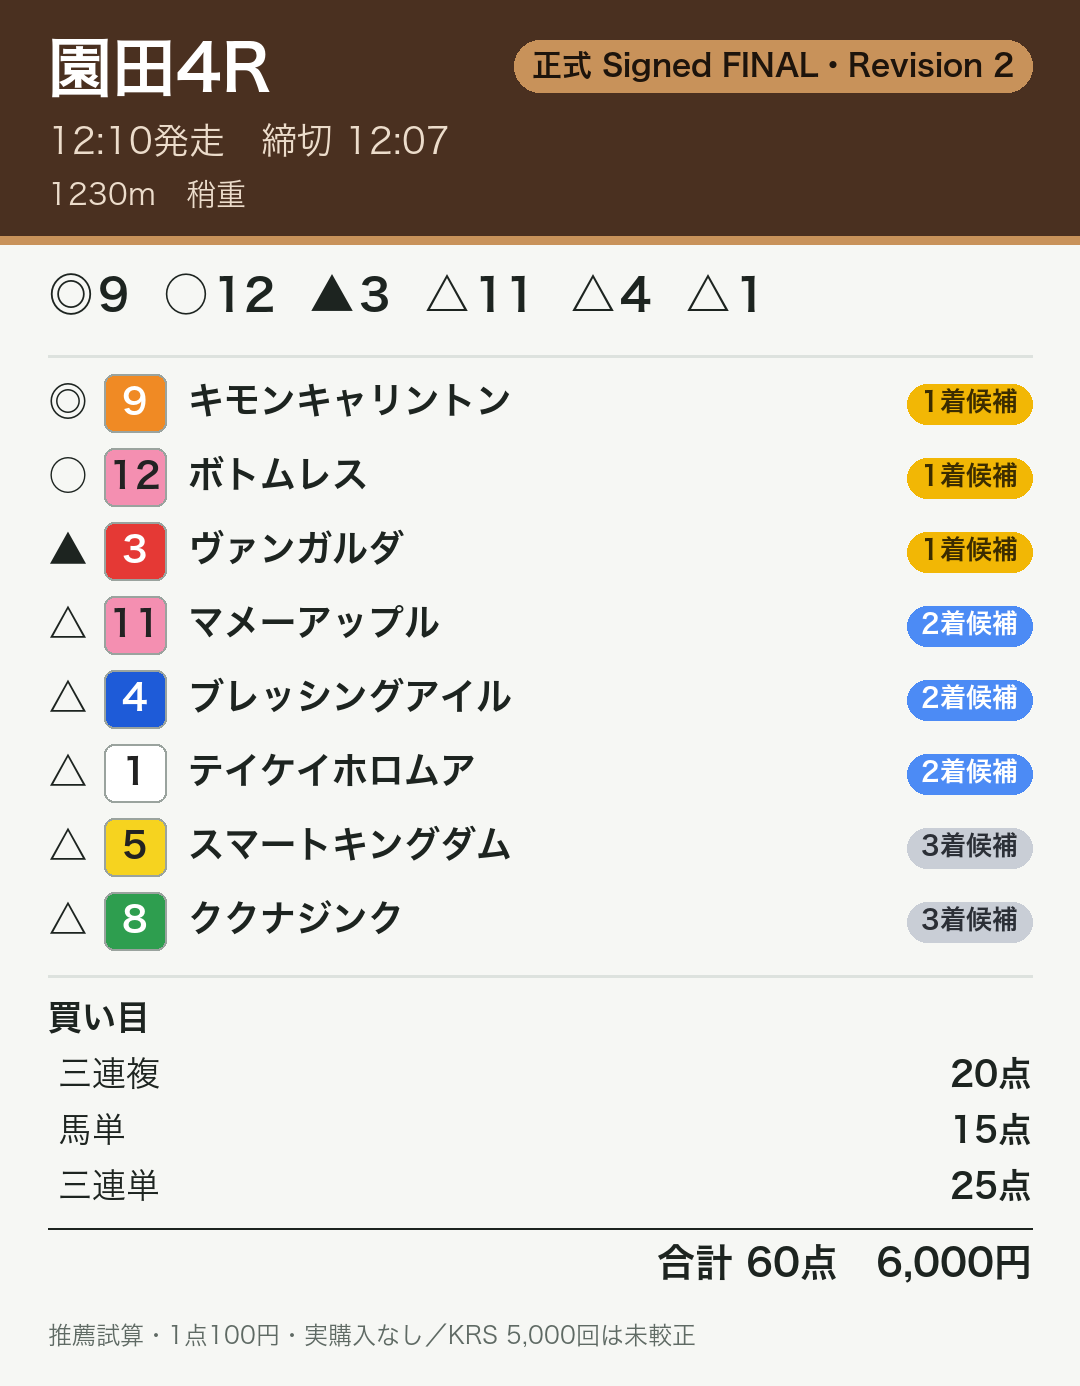 園田4R
正式 Signed FINAL・Revision 2
12:10発走　締切 12:07
1230m　稍重
◎9 ○12 ▲3 △11 △4 △1
◎ 9 キモンキャリントン 1着候補
○ 12 ボトムレス 1着候補
▲ 3 ヴァンガルダ 1着候補
△ 11 マメーアップル 2着候補
△ 4 ブレッシングアイル 2着候補
△ 1 テイケイホロムア 2着候補
△ 5 スマートキングダム 3着候補
△ 8 ククナジンク 3着候補
買い目
三連複 20点
馬単 15点
三連単 25点
合計 60点　6,000円
推薦試算・1点100円・実購入なし／KRS 5,000回は未較正